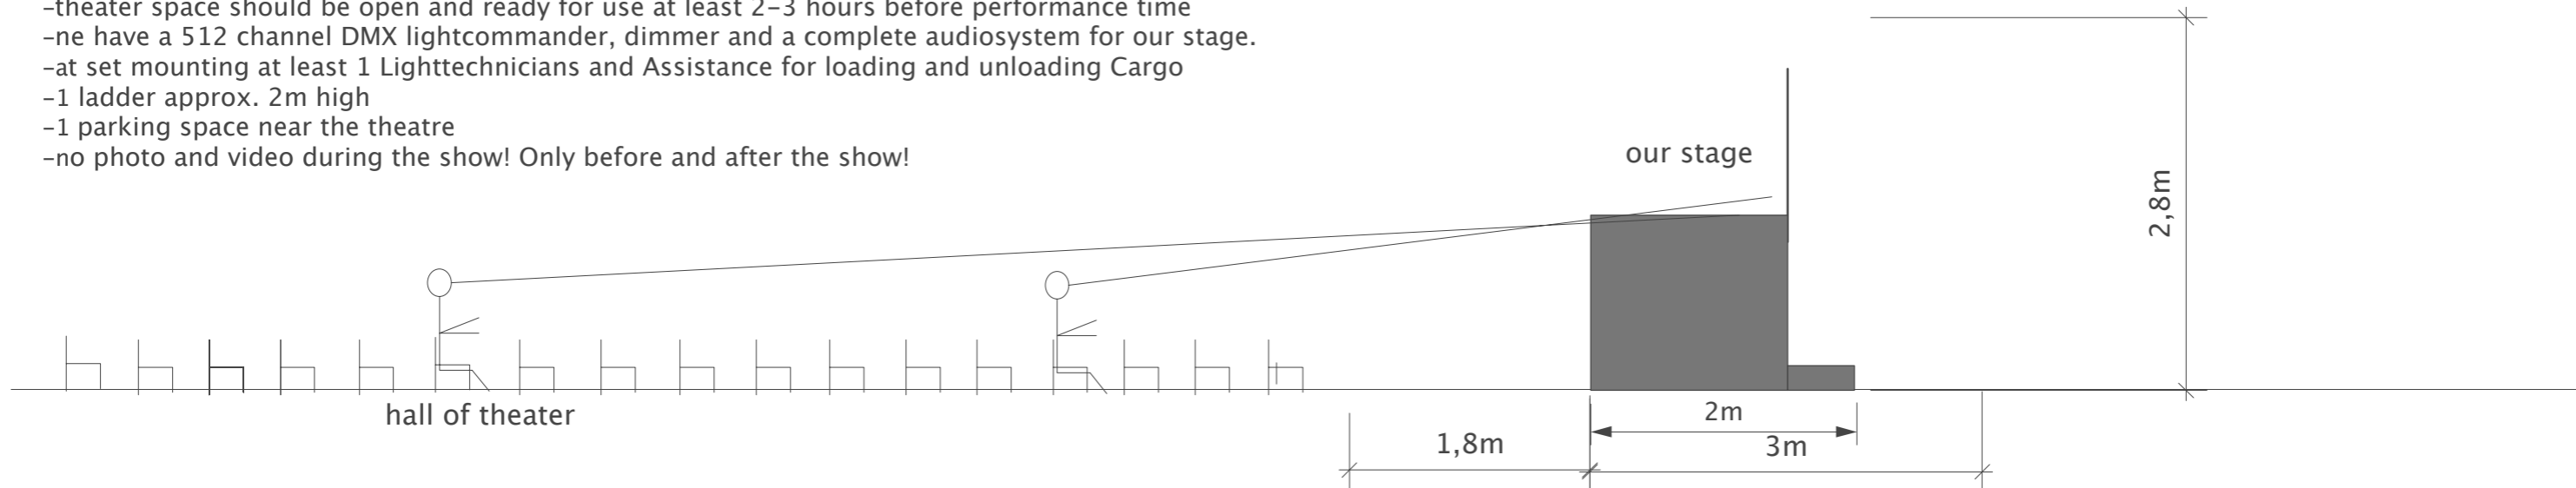 -theater space should be open and ready for use at least 2-3 hours before performance time
-ne have a 512 channel DMX lightcommander, dimmer and a complete audiosystem for our stage.
-at set mounting at least 1 Lighttechnicians and Assistance for loading and unloading Cargo
-1 ladder approx. 2m high
-1 parking space near the theatre
-no photo and video during the show! Only before and after the show!
our stage
2,8m
hall of theater
2m
1,8m
3m